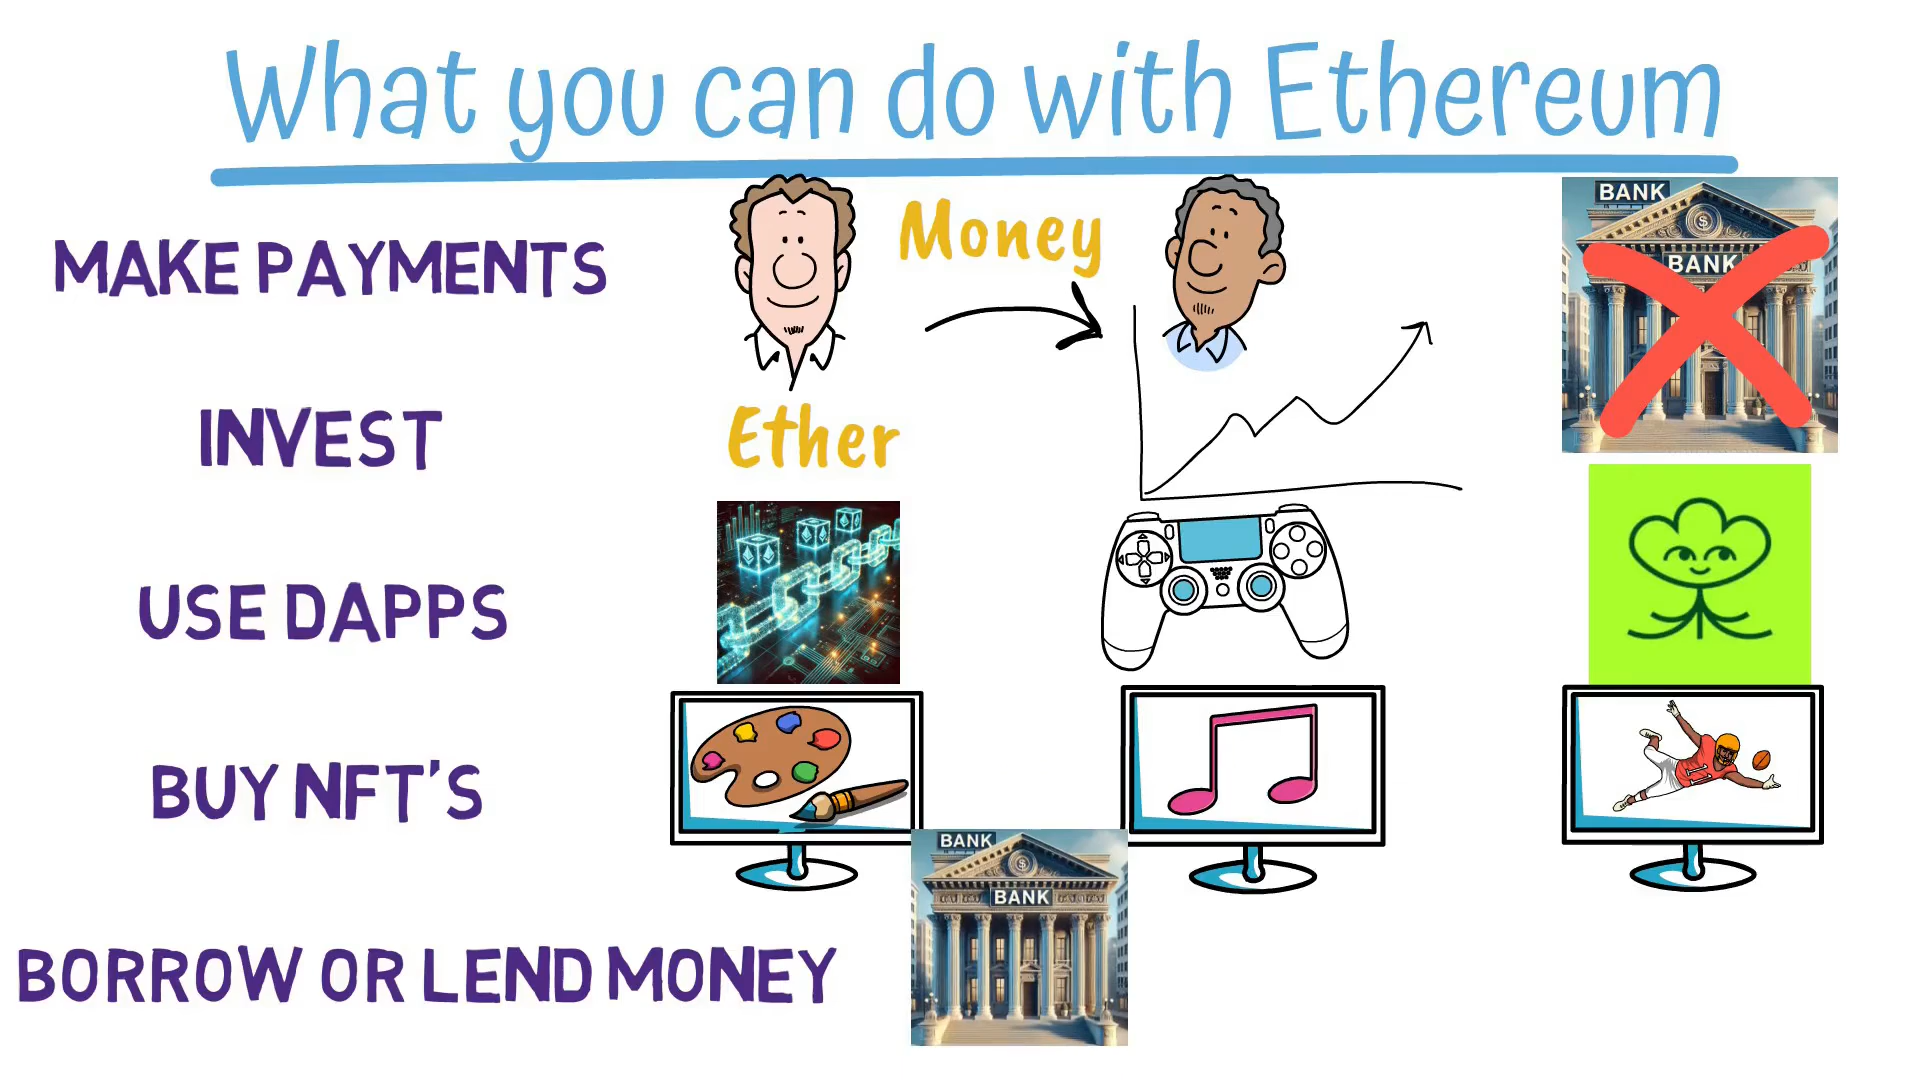 What you can do with Ethereum
MAKE PAYMENTS
Money
BANK
BANK
INVEST
Ether
USE DAPPS
BUY NFT'S
11
BORROW OR LEND MONEY
BANK
BANK